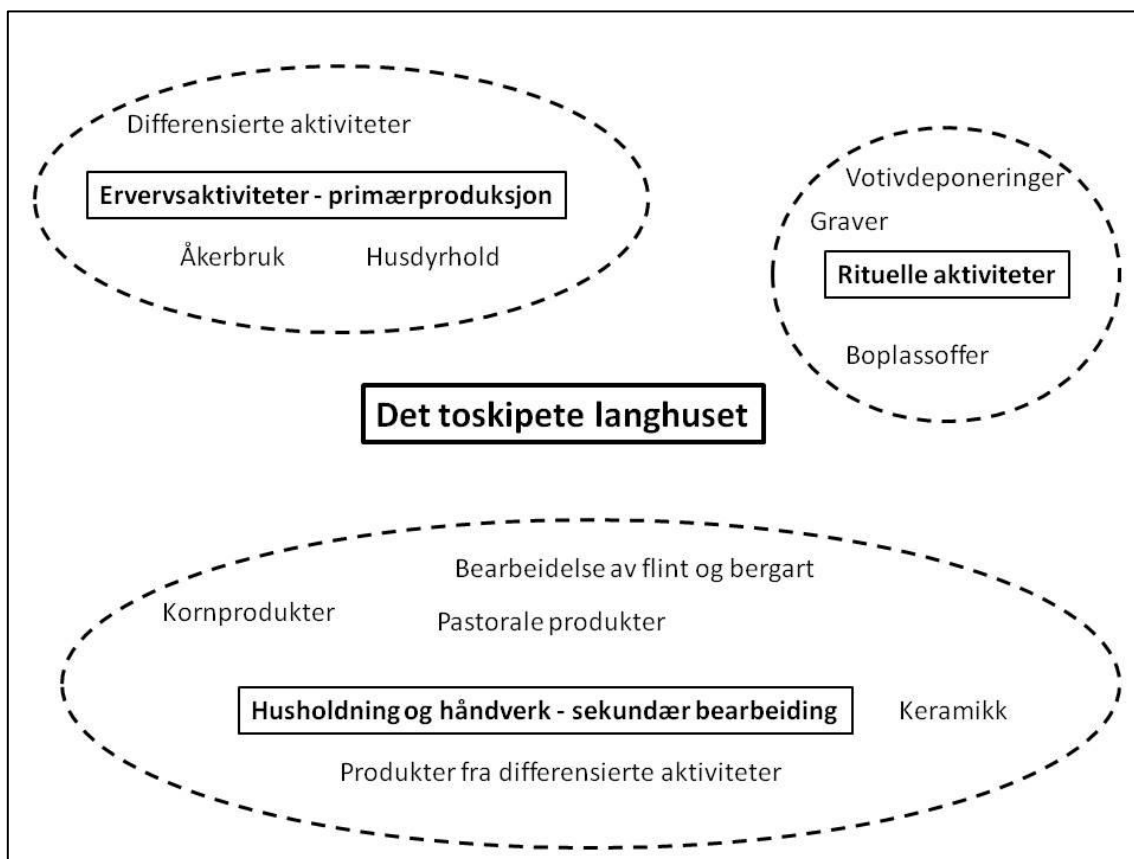 Differensierte aktiviteter
Ervervsaktiviteter - primærproduksjon
Åkerbruk
Husdyrhold
Votivdeponeringer
Graver
Rituelle aktiviteter
Boplassoffer
Det toskipete langhuset
Bearbeidelse av flint og bergart
Kornprodukter
Pastorale produkter
Husholdning og håndverk - sekundær bearbeiding
Keramikk
Produkter fra differensierte aktiviteter